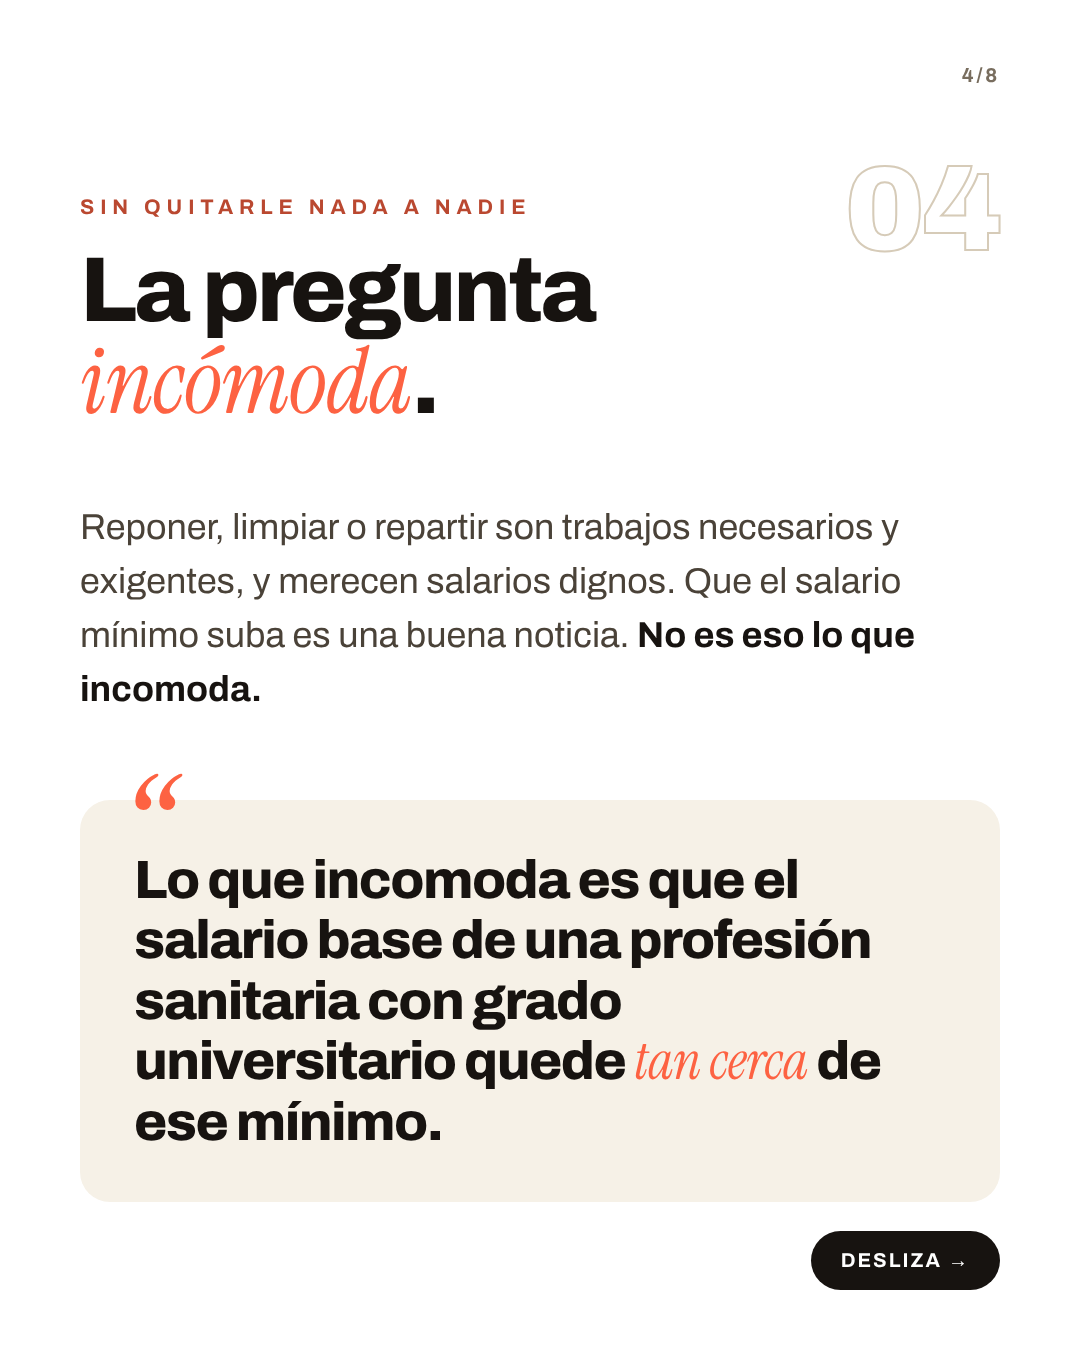 4/8
04
SIN QUITARLE NADA A NADIE
La pregunta
incómoda.
Reponer, limpiar o repartir son trabajos necesarios y
exigentes, y merecen salarios dignos. Que el salario
mínimo suba es una buena noticia. No es eso lo que
incomoda.
“
Lo que incomoda es que el
salario base de una profesión
sanitaria con grado
universitario quede tan cerca de
ese mínimo.
DESLIZA →